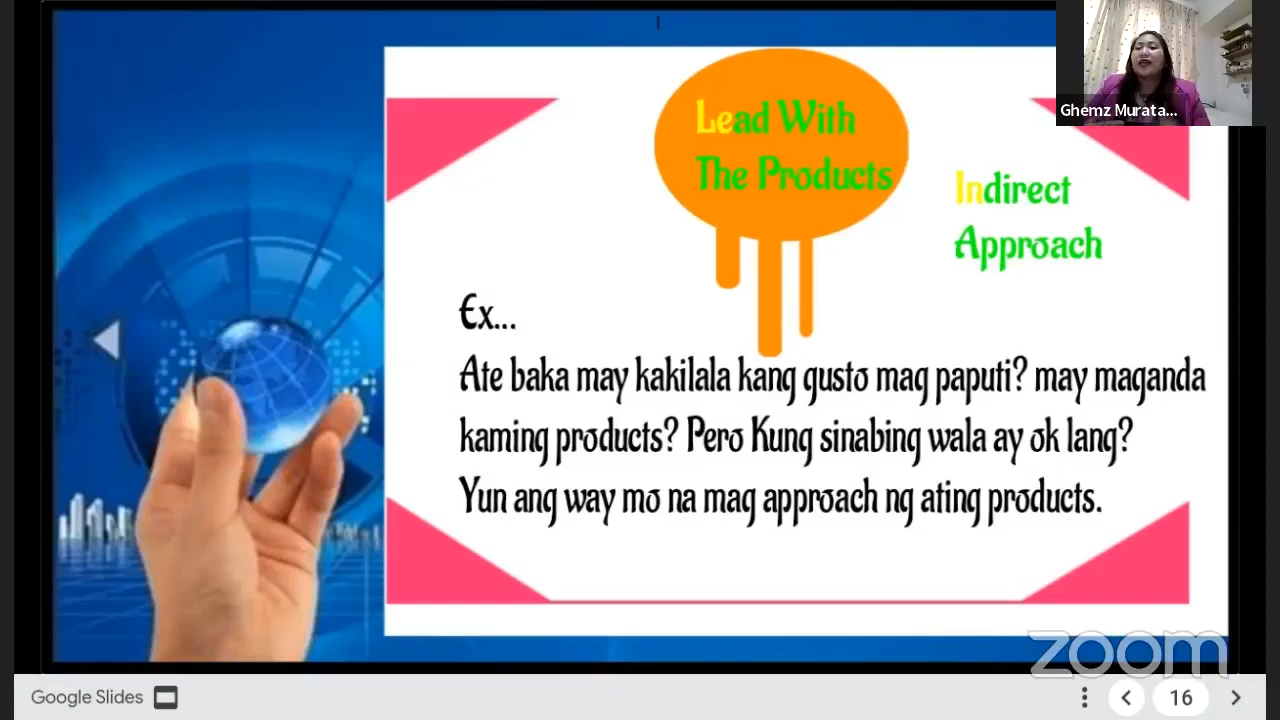 Lead With
The Products
Indirect
Approach
Ex...
Ate baka may kakilala kang gusto mag paputi? may maganda
kaming products? Pero Kung sinabing wala ay ok lang?
Yun ang way mo na mag approach ng ating products.
Ghemz Murata...
zoom
Google Slides
16